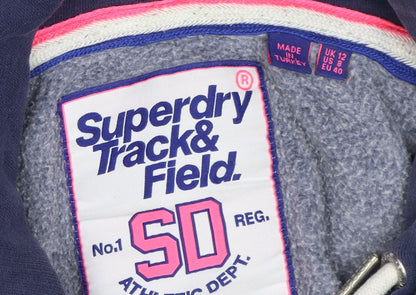 MADE
IN
TURKEY
UK 12
US 8
EU 40
®
Superdry
Track&
Field.
No.1 SD REG.
ATHLETIC DEPT.